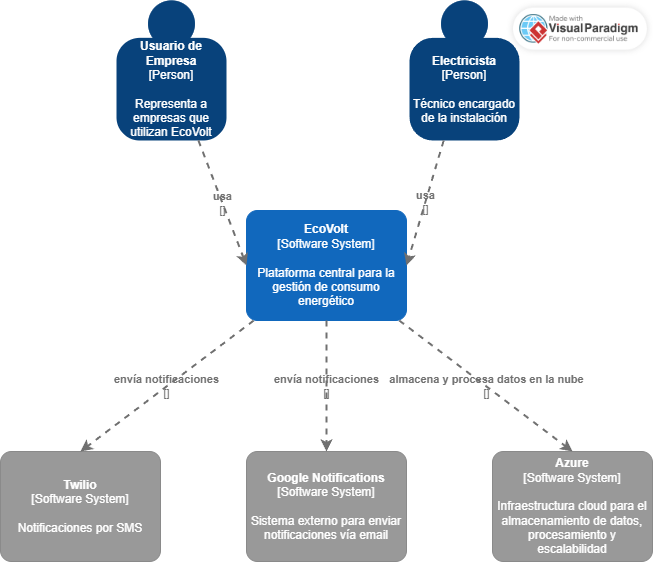 Made with
Visual Paradigm
For non-commercial use
Usuario de
Empresa
[Person]
Representa a
empresas que
utilizan EcoVolt
Electricista
[Person]
Técnico encargado
de la instalación
usa
[]
usa
[]
EcoVolt
[Software System]
Plataforma central para la
gestión de consumo
energético
envía notificaciones
[]
envía notificaciones
[]
almacena y procesa datos en la nube
[]
Twilio
[Software System]
Notificaciones por SMS
Google Notifications
[Software System]
Sistema externo para enviar
notificaciones vía email
Azure
[Software System]
Infraestructura cloud para el
almacenamiento de datos,
procesamiento y
escalabilidad